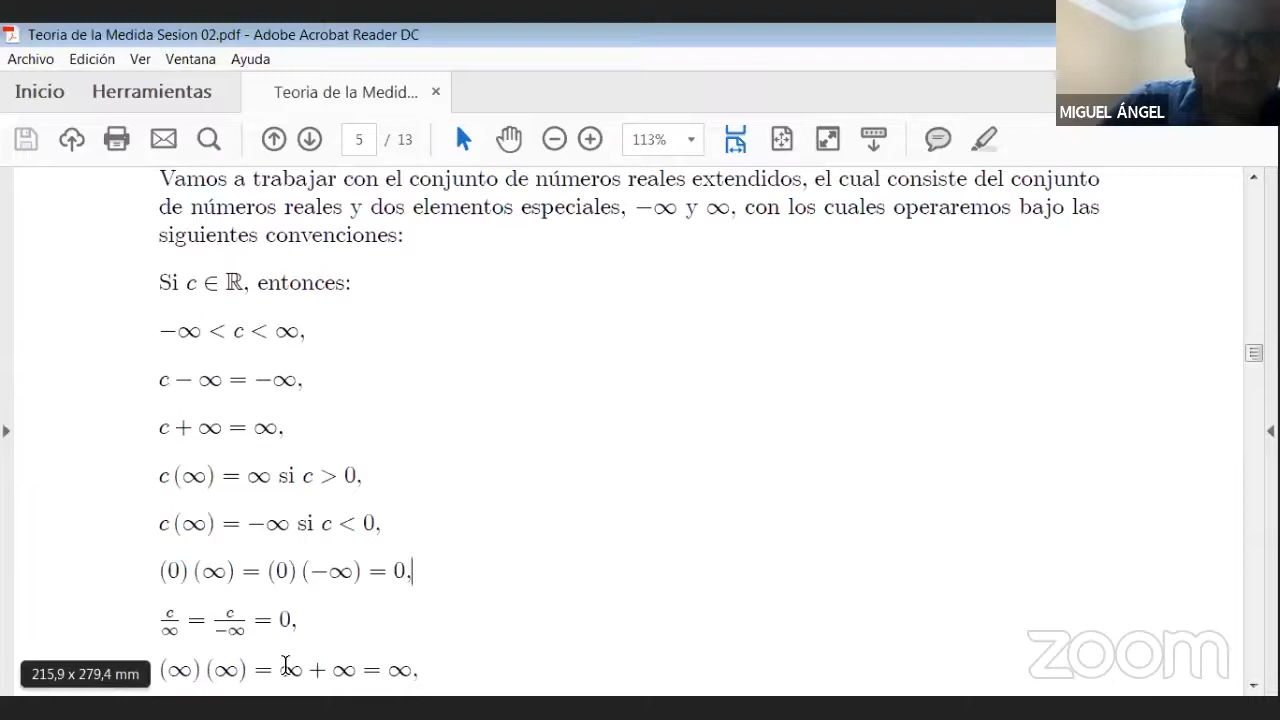 Teoria de la Medida Sesion 02.pdf - Adobe Acrobat Reader DC
Archivo Edición Ver Ventana Ayuda
Inicio Herramientas Teoria de la Medid... ×
MIGUEL ÁNGEL
5 / 13 113%
Vamos a trabajar con el conjunto de números reales extendidos, el cual consiste del conjunto
de números reales y dos elementos especiales, −∞ y ∞, con los cuales operaremos bajo las
siguientes convenciones:
Si c ∈ ℝ, entonces:
−∞ < c < ∞,
c − ∞ = −∞,
c + ∞ = ∞,
c (∞) = ∞ si c > 0,
c (∞) = −∞ si c < 0,
(0) (∞) = (0) (−∞) = 0,
c/∞ = c/−∞ = 0,
(∞) (∞) = ∞ + ∞ = ∞,
215,9 x 279,4 mm
zoom